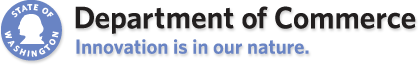 STATE OF
WASHINGTON
Department of Commerce
Innovation is in our nature.